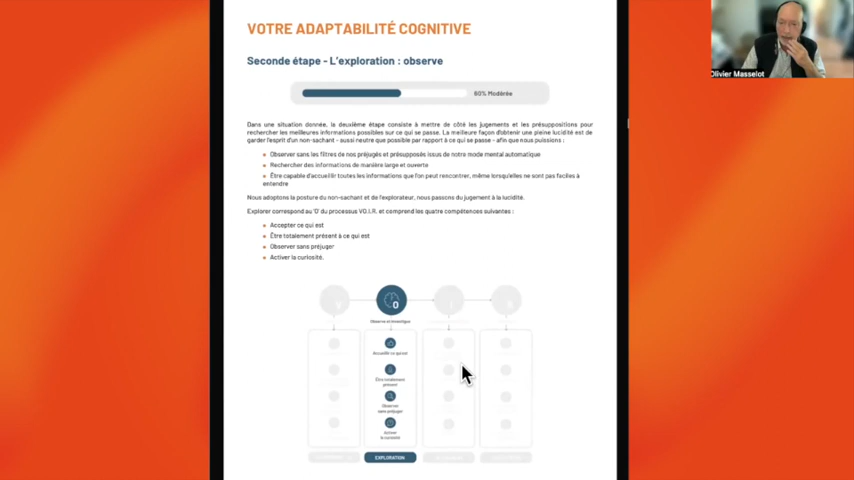 VOTRE ADAPTABILITÉ COGNITIVE
Olivier Masselot
Seconde étape - L'exploration : observe
60% Modérée
Dans une situation donnée, la deuxième étape consiste à mettre de côté les jugements et les présuppositions pour
rechercher les meilleures informations possibles sur ce qui se passe. La meilleure façon d'obtenir une pleine lucidité est de
garder l'esprit d'un non-sachant - aussi neutre que possible par rapport à ce qui se passe - afin que nous puissions :
Observer sans les filtres de nos préjugés et présupposés issus de notre mode mental automatique
Rechercher des informations de manière large et ouverte
Être capable d'accueillir toutes les informations que l'on peut rencontrer, même lorsqu'elles ne sont pas faciles à
entendre
Nous adoptons la posture du non-sachant et de l'explorateur, nous passons du jugement à la lucidité.
Explorer correspond au 'O' du processus V.O.I.R. et comprend les quatre compétences suivantes :
Accepter ce qui est
Être totalement présent à ce qui est
Observer sans préjuger
Activer la curiosité.
O
Observe et investigue
Accueillir ce qui est
Être totalement
présent
Observer
sans préjuger
Activer
la curiosité
EXPLORATION